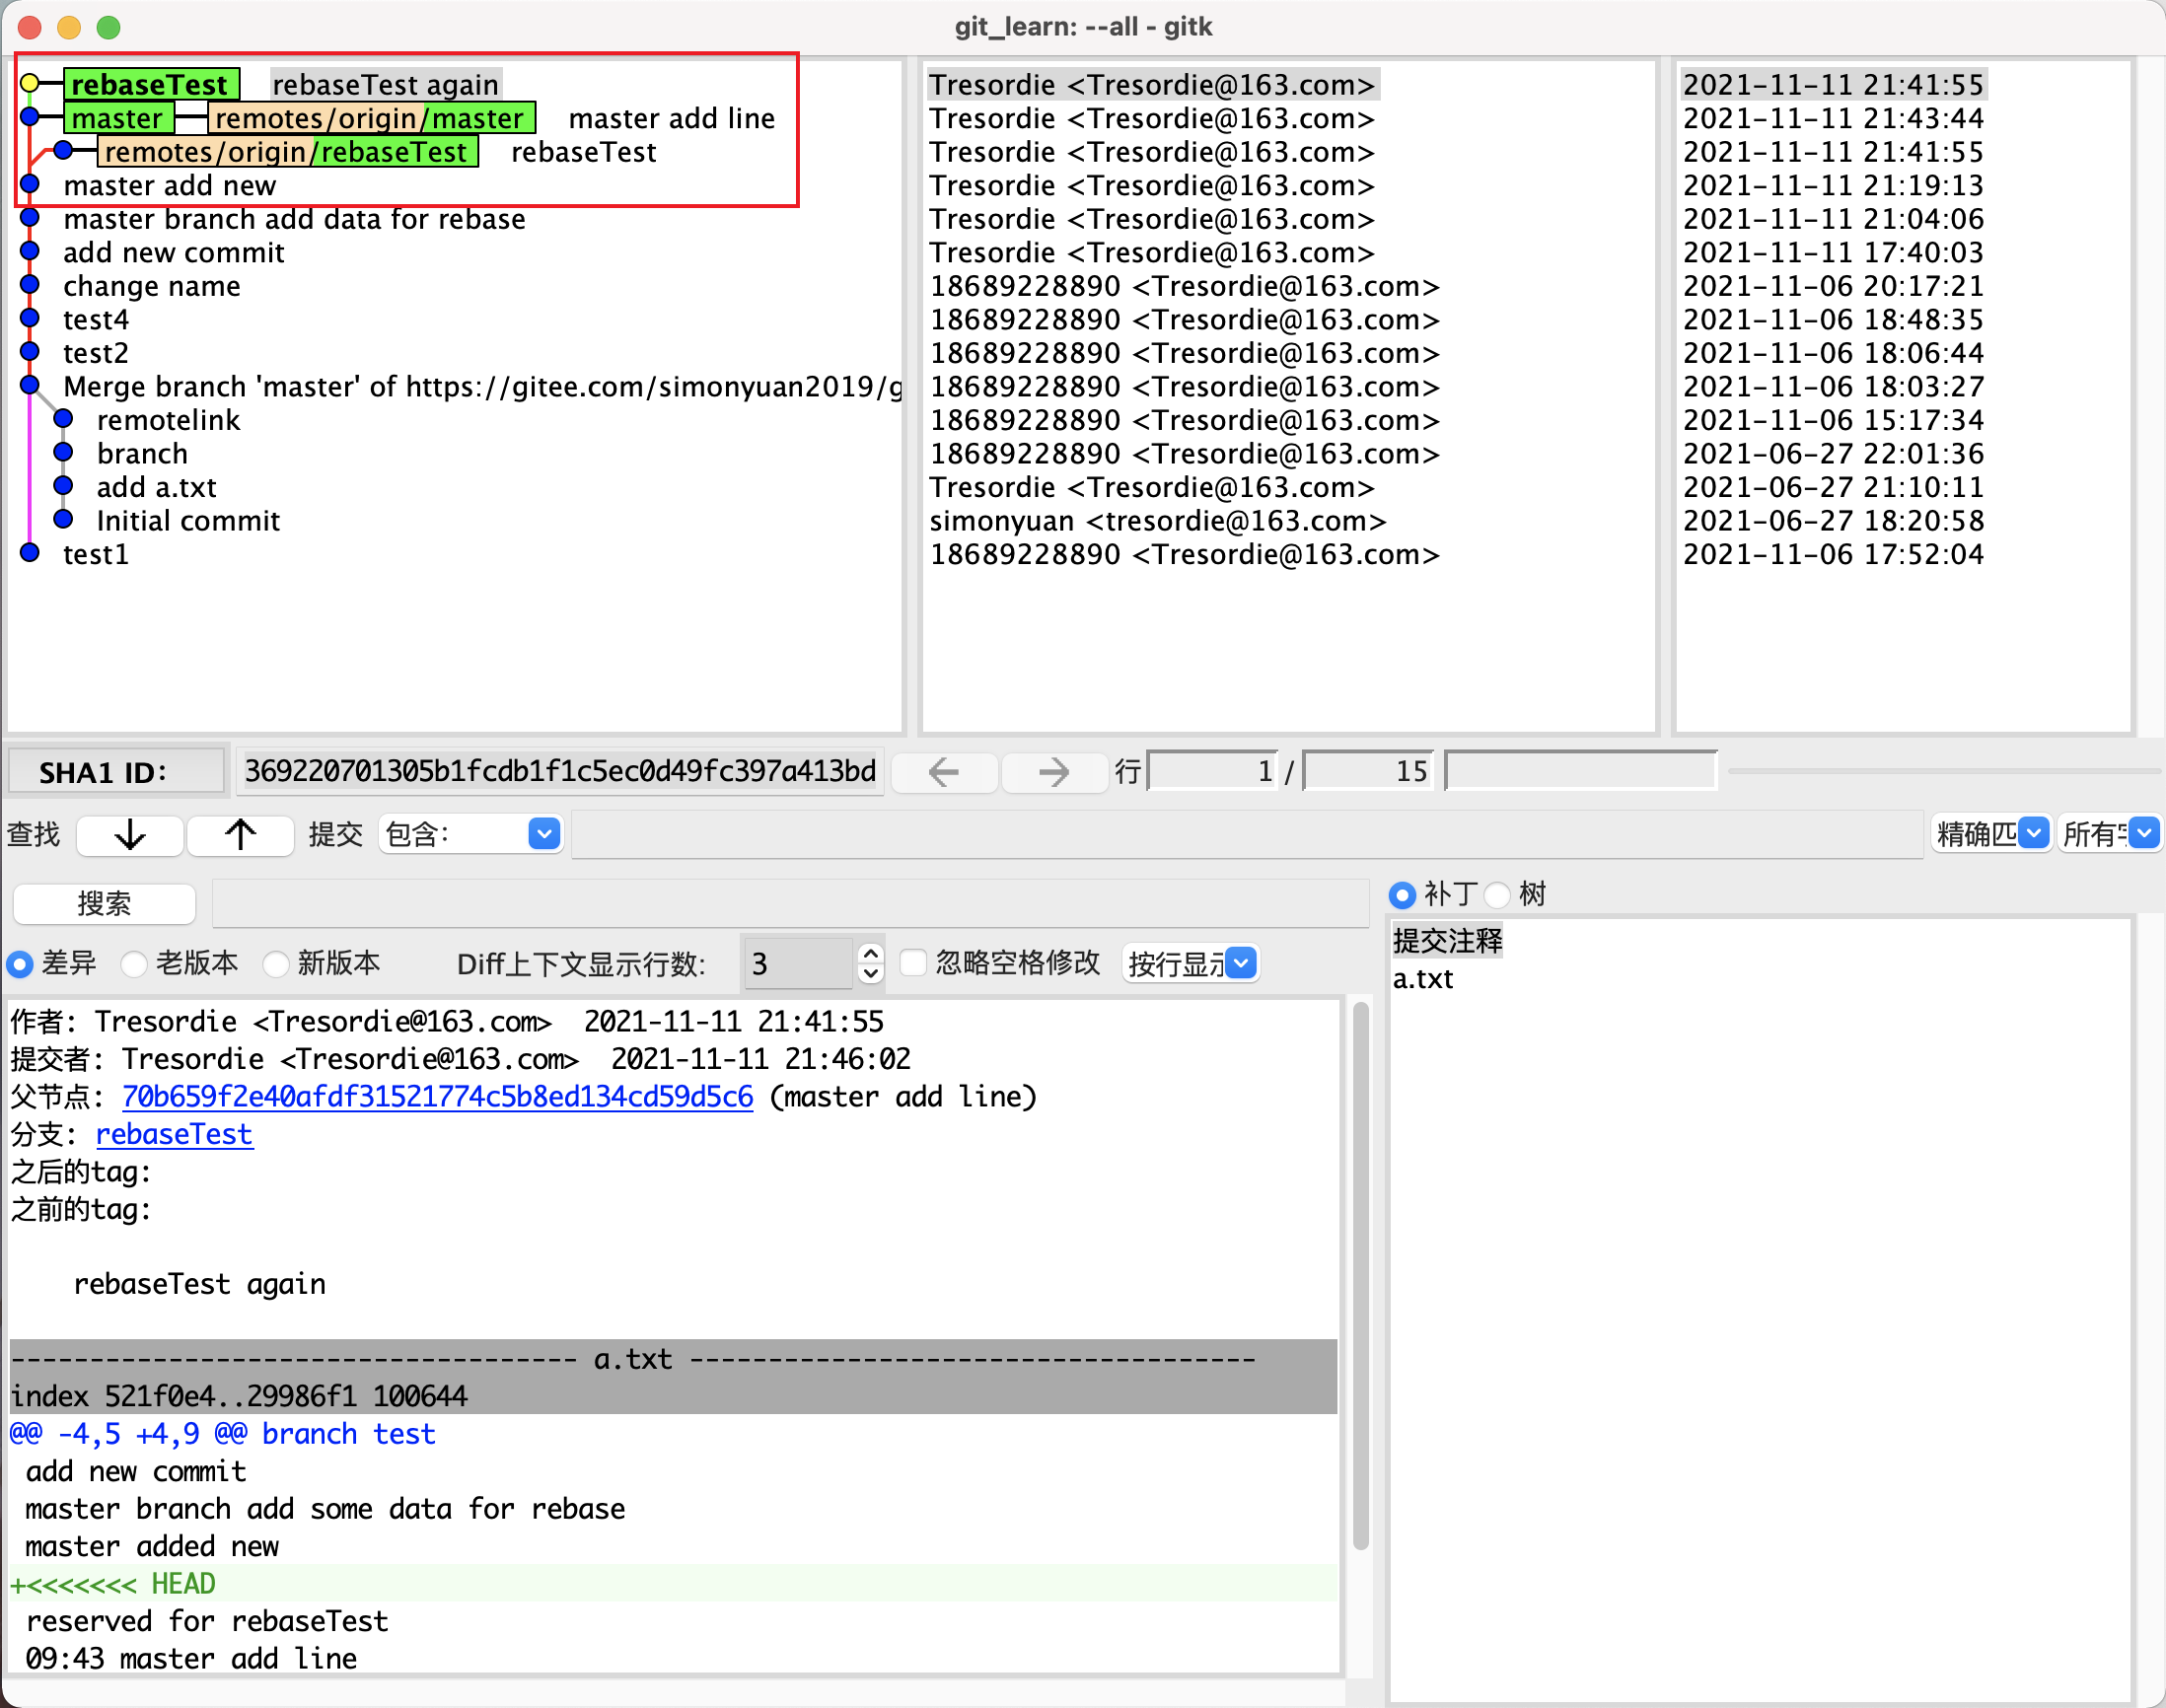 git_learn: --all - gitk
rebaseTest rebaseTest again Tresordie <Tresordie@163.com> 2021-11-11 21:41:55
master remotes/origin/master master add line Tresordie <Tresordie@163.com> 2021-11-11 21:43:44
remotes/origin/rebaseTest rebaseTest Tresordie <Tresordie@163.com> 2021-11-11 21:41:55
master add new Tresordie <Tresordie@163.com> 2021-11-11 21:19:13
master branch add data for rebase Tresordie <Tresordie@163.com> 2021-11-11 21:04:06
add new commit Tresordie <Tresordie@163.com> 2021-11-11 17:40:03
change name 18689228890 <Tresordie@163.com> 2021-11-06 20:17:21
test4 18689228890 <Tresordie@163.com> 2021-11-06 18:48:35
test2 18689228890 <Tresordie@163.com> 2021-11-06 18:06:44
Merge branch 'master' of https://gitee.com/simonyuan2019/g 18689228890 <Tresordie@163.com> 2021-11-06 18:03:27
remotelink 18689228890 <Tresordie@163.com> 2021-11-06 15:17:34
branch 18689228890 <Tresordie@163.com> 2021-06-27 22:01:36
add a.txt Tresordie <Tresordie@163.com> 2021-06-27 21:10:11
Initial commit simonyuan <tresordie@163.com> 2021-06-27 18:20:58
test1 18689228890 <Tresordie@163.com> 2021-11-06 17:52:04
SHA1 ID: 369220701305b1fcdb1f1c5ec0d49fc397a413bd ← → 行 1 / 15
查找 ↓ ↑ 提交 包含: 精确匹 所有
搜索
补丁 树
差异 老版本 新版本 Diff上下文显示行数: 3 忽略空格修改 按行显示
提交注释
a.txt
作者: Tresordie <Tresordie@163.com> 2021-11-11 21:41:55
提交者: Tresordie <Tresordie@163.com> 2021-11-11 21:46:02
父节点: 70b659f2e40afdf31521774c5b8ed134cd59d5c6 (master add line)
分支: rebaseTest
之后的tag:
之前的tag:
rebaseTest again
------------------------------------ a.txt ------------------------------------
index 521f0e4..29986f1 100644
@@ -4,5 +4,9 @@ branch test
add new commit
master branch add some data for rebase
master added new
+<<<<<<< HEAD
reserved for rebaseTest
09:43 master add line